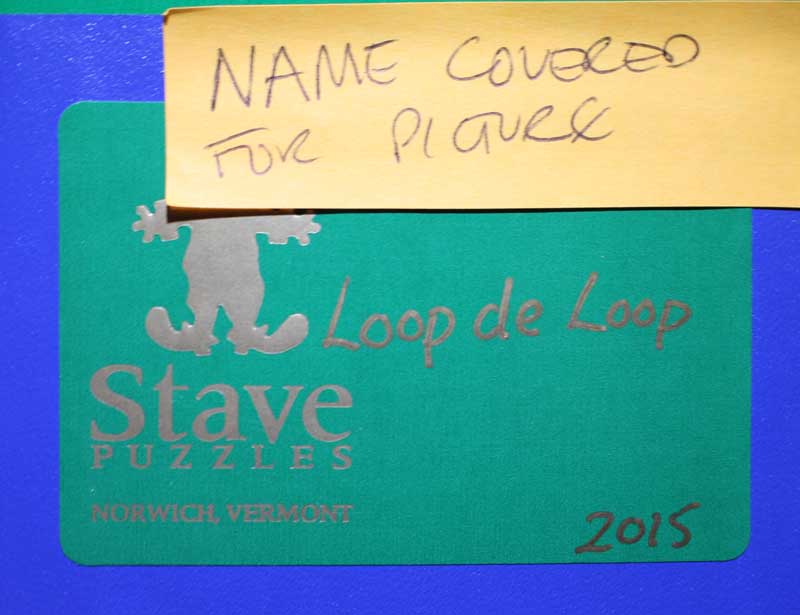 NAME COVERED
FOR PICTURE
Loop de Loop
Stave
PUZZLES
NORWICH, VERMONT
2015